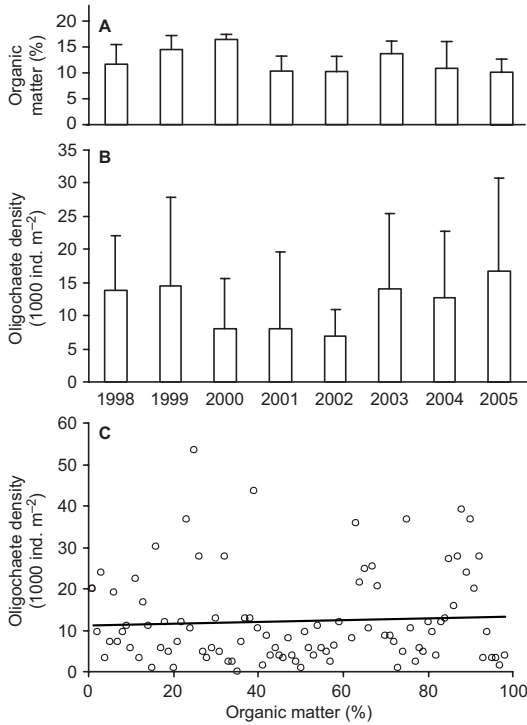 A
Organic
matter (%)
20
15
10
5
0
B
Oligochaete density
(1000 ind. m⁻²)
35
30
25
20
15
10
5
0
1998 1999 2000 2001 2002 2003 2004 2005
C
Oligochaete density
(1000 ind. m⁻²)
60
50
40
30
20
10
0
0 20 40 60 80 100
Organic matter (%)